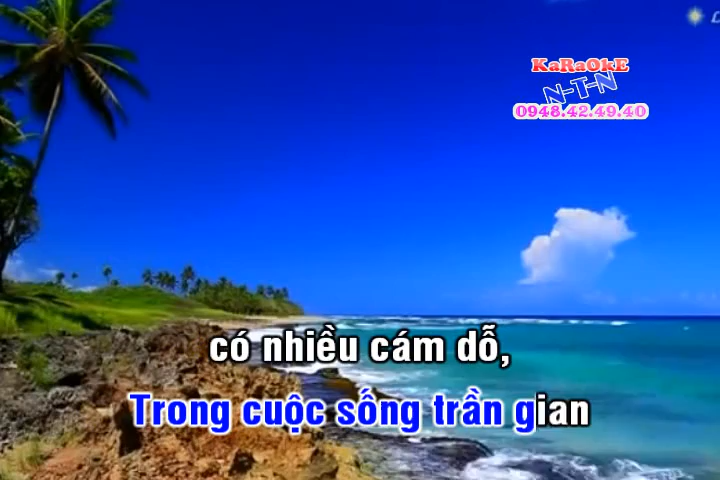 KaRaOkE
N-T-N
0948.42.49.40
có nhiều cám dỗ,
Trong cuộc sống trần gian